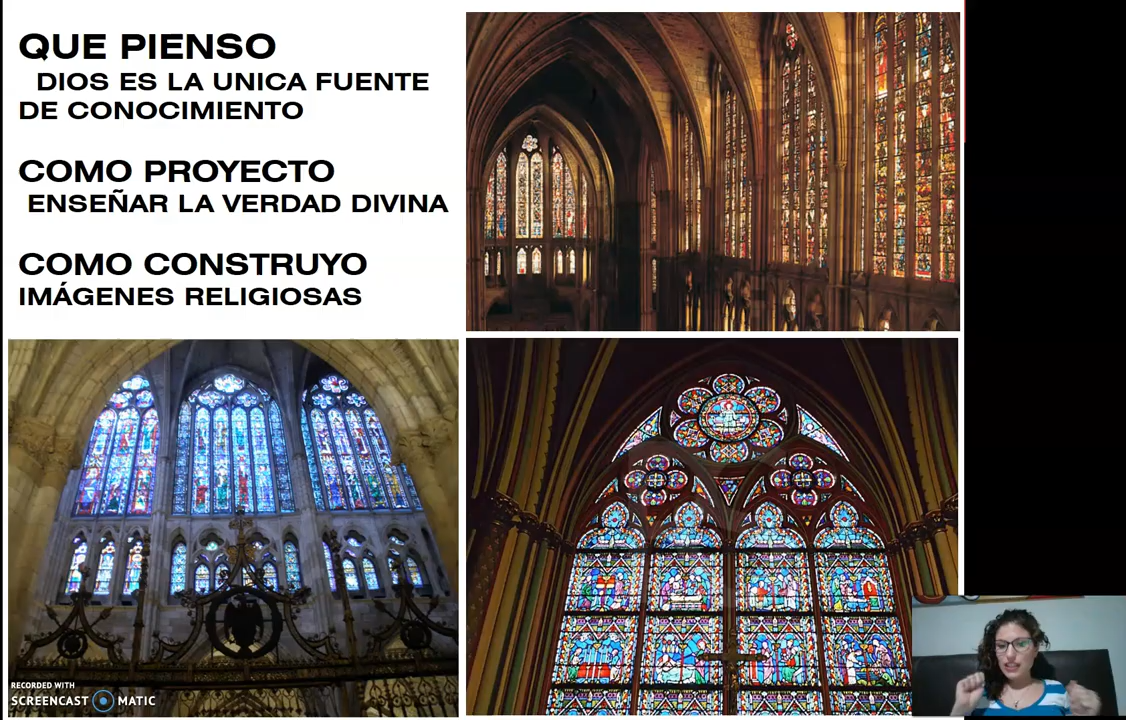 QUE PIENSO
DIOS ES LA UNICA FUENTE
DE CONOCIMIENTO
COMO PROYECTO
ENSEÑAR LA VERDAD DIVINA
COMO CONSTRUYO
IMÁGENES RELIGIOSAS
RECORDED WITH
SCREENCAST MATIC